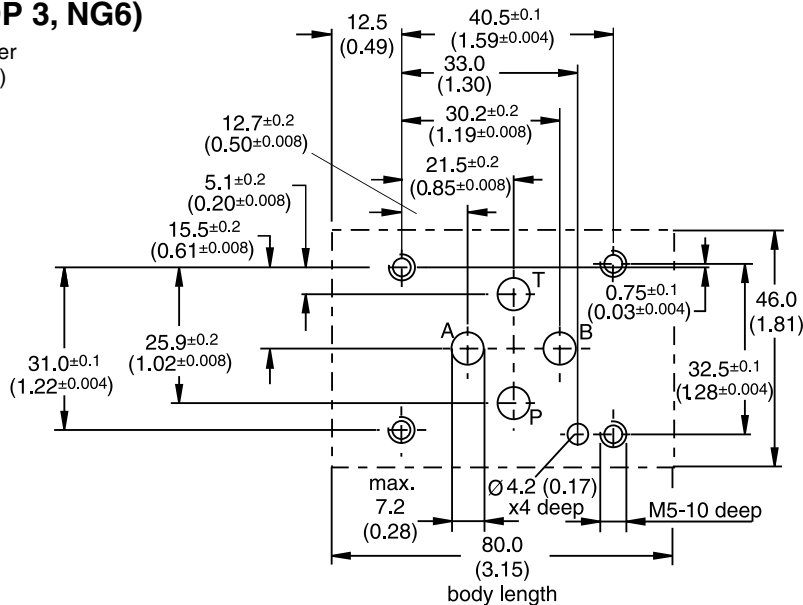 P 3, NG6)
er
)
12.5
(0.49)
40.5±0.1
(1.59±0.004)
33.0
(1.30)
30.2±0.2
(1.19±0.008)
12.7±0.2
(0.50±0.008)
21.5±0.2
(0.85±0.008)
5.1±0.2
(0.20±0.008)
15.5±0.2
(0.61±0.008)
T
0.75±0.1
(0.03±0.004)
46.0
(1.81)
A
B
25.9±0.2
(1.02±0.008)
31.0±0.1
(1.22±0.004)
32.5±0.1
(1.28±0.004)
P
max.
7.2
(0.28)
Ø 4.2 (0.17)
x4 deep
M5-10 deep
80.0
(3.15)
body length